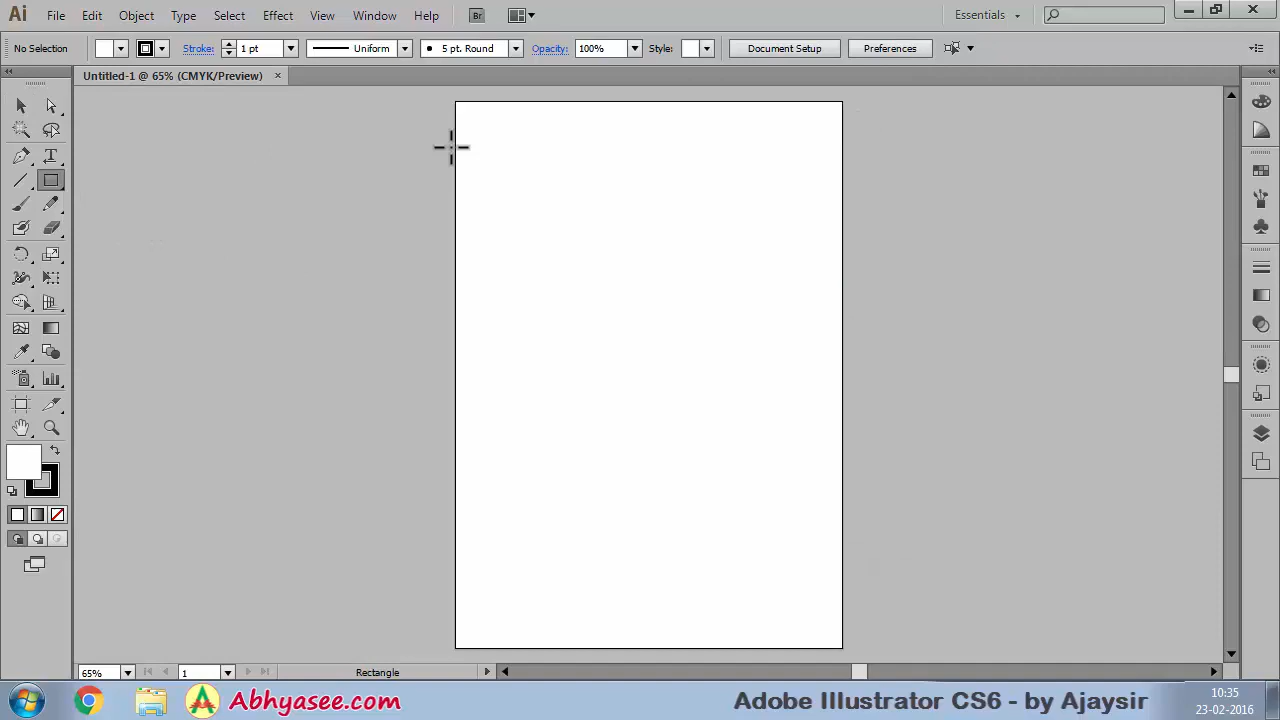 Ai File Edit Object Type Select Effect View Window Help Br Essentials
No Selection Stroke: 1 pt Uniform 5 pt. Round Opacity: 100% Style: Document Setup Preferences
Untitled-1 @ 65% (CMYK/Preview)
T
65% 1 Rectangle
Abhyasee.com Adobe Illustrator CS6 - by Ajaysir 10:35
23-02-2016